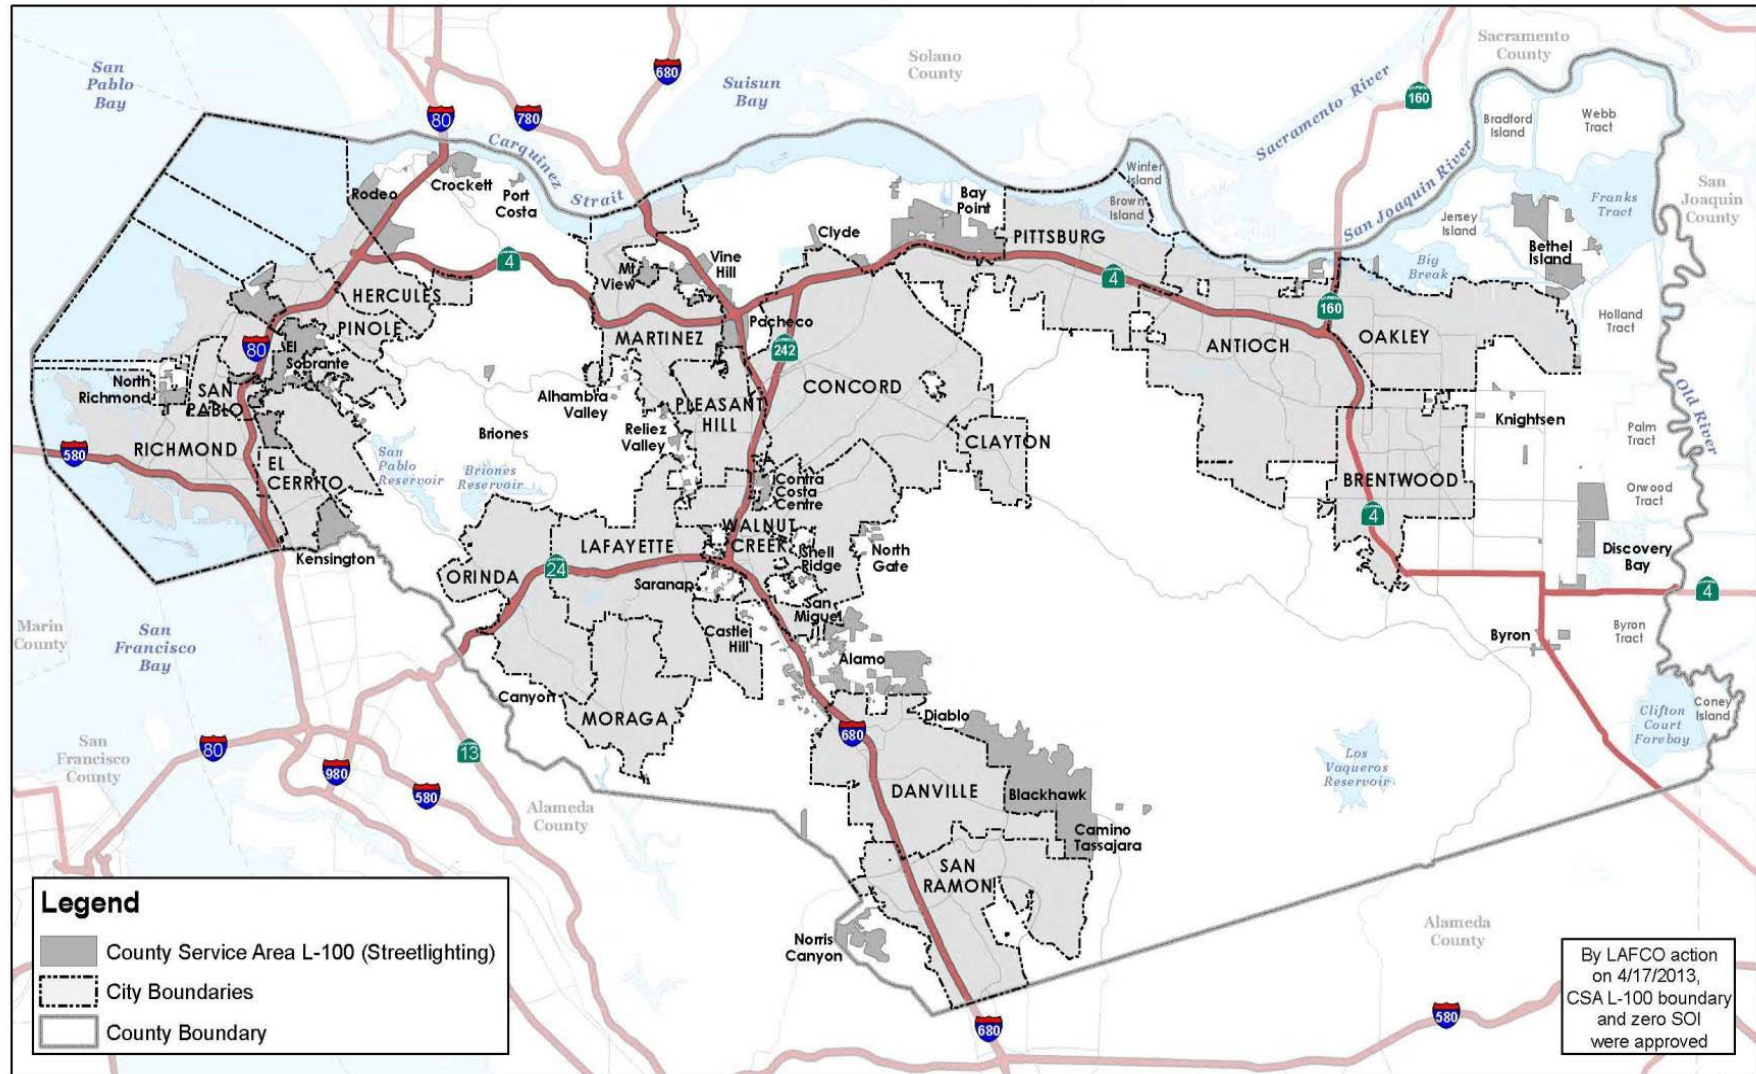 San
Pablo
Bay
680
Solano
County
Suisun
Bay
Sacramento
County
160
Sacramento River
80
780
Carquinez
Strait
Bradford
Island
Webb
Tract
San Joaquin River
Winter
Island
Brown
Island
Rodeo
Crockett
Port
Costa
Bay
Point
Clyde
PITTSBURG
Jersey
Island
Franks
Tract
San
Joaquin
County
Bethel
Island
Big
Break
4
Mt
View
Vine
Hill
4
160
HERCULES
PINOLE
80
El
Sobrante
MARTINEZ
Pacheco
242
ANTIOCH
OAKLEY
Holland
Tract
North
Richmond
SAN
PABLO
Alhambra
Valley
PLEASANT
HILL
CONCORD
Old River
RICHMOND
580
Briones
Reliez
Valley
CLAYTON
Knightsen
Palm
Tract
San
Pablo
Reservoir
Briones
Reservoir
EL
CERRITO
Contra
Costa
Centre
BRENTWOOD
Orwood
Tract
4
WALNUT
CREEK
LAFAYETTE
Kensington
ORINDA
24
Saranap
Shell
Ridge
North
Gate
Discovery
Bay
4
San
Miguel
Castle
Hill
Byron
Byron
Tract
Marin
County
San
Francisco
Bay
Alamo
Canyon
MORAGA
Diablo
680
Clifton
Court
Forebay
Coney
Island
San
Francisco
County
80
980
13
580
Los
Vaqueros
Reservoir
DANVILLE
Blackhawk
Camino
Tassajara
Alameda
County
SAN
RAMON
Norris
Canyon
Alameda
County
680
580
Legend
County Service Area L-100 (Streetlighting)
City Boundaries
County Boundary
By LAFCO action
on 4/17/2013,
CSA L-100 boundary
and zero SOI
were approved